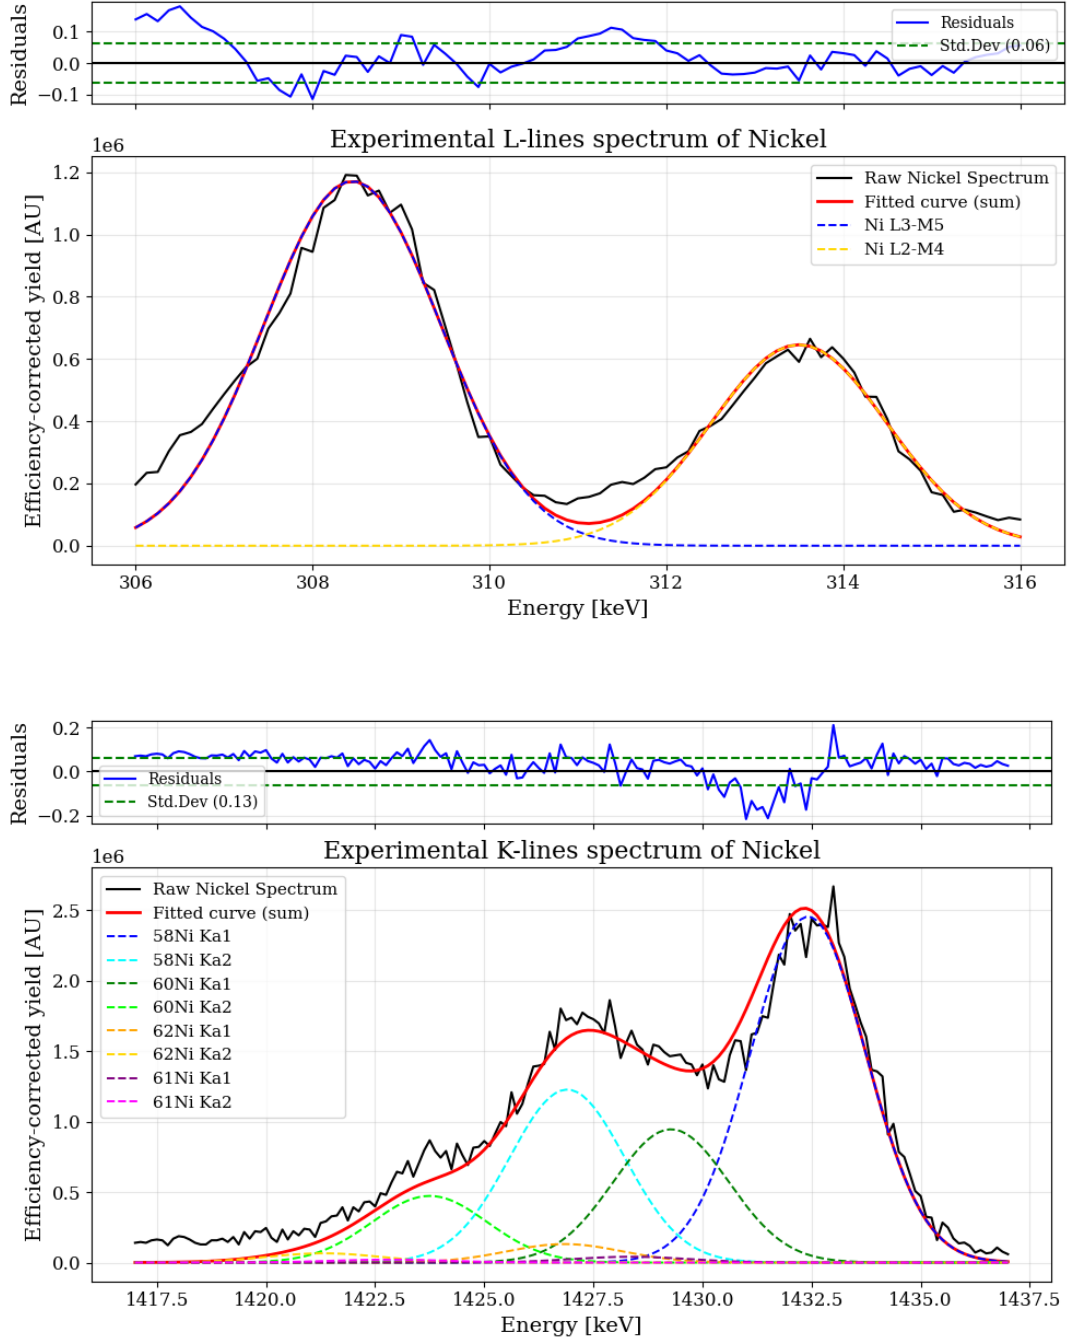 Residuals
0.1
0.0
−0.1
Residuals
Std.Dev (0.06)
Experimental L-lines spectrum of Nickel
1e6
Efficiency-corrected yield [AU]
1.2
1.0
0.8
0.6
0.4
0.2
0.0
Raw Nickel Spectrum
Fitted curve (sum)
Ni L3-M5
Ni L2-M4
306 308 310 312 314 316
Energy [keV]
Residuals
0.2
0.0
−0.2
Residuals
Std.Dev (0.13)
Experimental K-lines spectrum of Nickel
1e6
Efficiency-corrected yield [AU]
2.5
2.0
1.5
1.0
0.5
0.0
Raw Nickel Spectrum
Fitted curve (sum)
58Ni Ka1
58Ni Ka2
60Ni Ka1
60Ni Ka2
62Ni Ka1
62Ni Ka2
61Ni Ka1
61Ni Ka2
1417.5 1420.0 1422.5 1425.0 1427.5 1430.0 1432.5 1435.0 1437.5
Energy [keV]